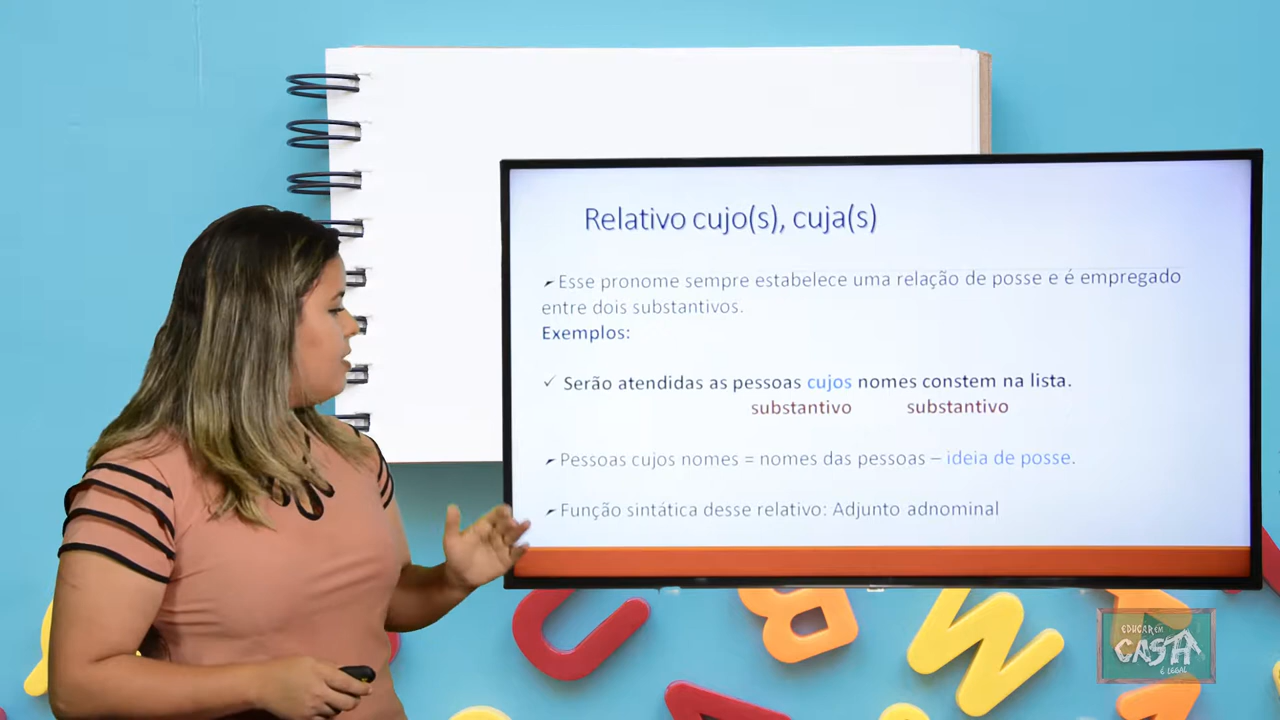 Relativo cujo(s), cuja(s)
Esse pronome sempre estabelece uma relação de posse e é empregado
entre dois substantivos.
Exemplos:
✓ Serão atendidas as pessoas cujos nomes constem na lista.
substantivo substantivo
Pessoas cujos nomes = nomes das pessoas – ideia de posse.
Função sintática desse relativo: Adjunto adnominal
U B W
EDUCAR EM
CASA
É LEGAL